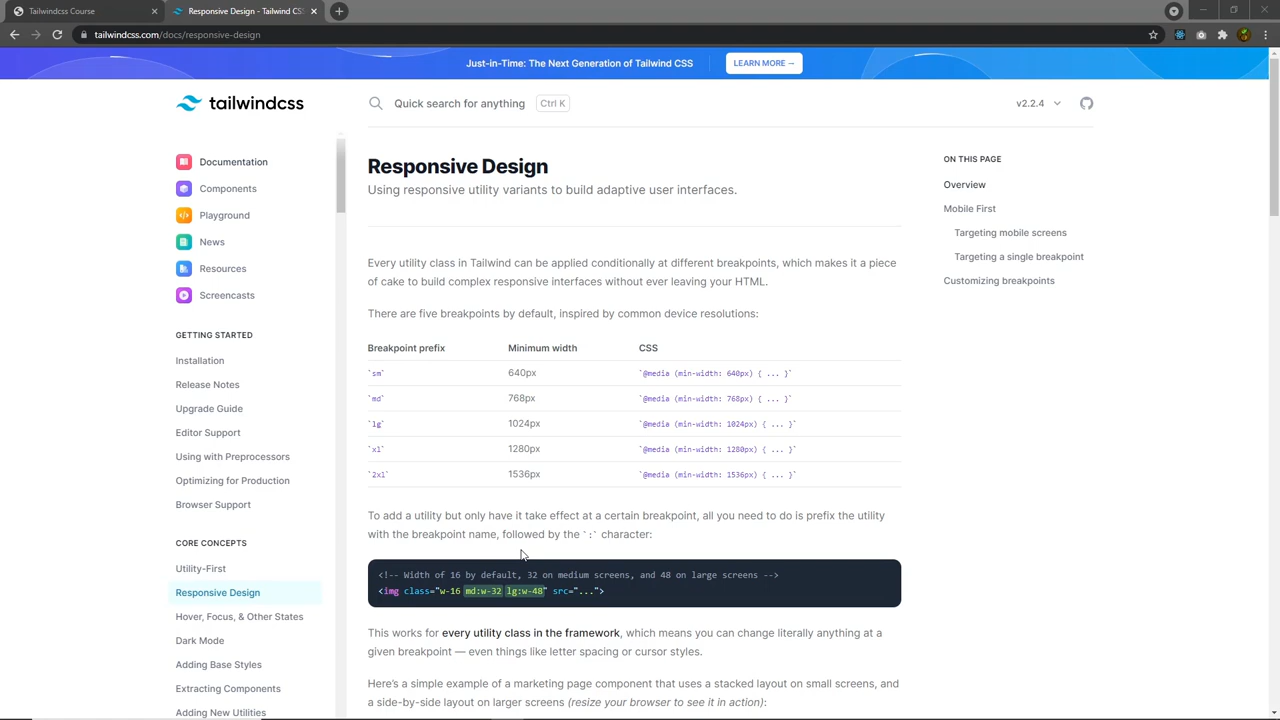 Tailwindcss Course
Tailwind Responsive Design - Tailwind CSS
tailwindcss.com/docs/responsive-design
Just-in-Time: The Next Generation of Tailwind CSS
LEARN MORE →
tailwindcss
Quick search for anything
Ctrl K
v2.2.4
Documentation
Components
Playground
News
Resources
Screencasts
GETTING STARTED
Installation
Release Notes
Upgrade Guide
Editor Support
Using with Preprocessors
Optimizing for Production
Browser Support
CORE CONCEPTS
Utility-First
Responsive Design
Hover, Focus, & Other States
Dark Mode
Adding Base Styles
Extracting Components
Adding New Utilities
Responsive Design
Using responsive utility variants to build adaptive user interfaces.
Every utility class in Tailwind can be applied conditionally at different breakpoints, which makes it a piece
of cake to build complex responsive interfaces without ever leaving your HTML.
There are five breakpoints by default, inspired by common device resolutions:
Breakpoint prefix Minimum width CSS
`sm` 640px `@media (min-width: 640px) { ... }`
`md` 768px `@media (min-width: 768px) { ... }`
`lg` 1024px `@media (min-width: 1024px) { ... }`
`xl` 1280px `@media (min-width: 1280px) { ... }`
`2xl` 1536px `@media (min-width: 1536px) { ... }`
To add a utility but only have it take effect at a certain breakpoint, all you need to do is prefix the utility
with the breakpoint name, followed by the `:` character:
<!-- Width of 16 by default, 32 on medium screens, and 48 on large screens -->
<img class="w-16 md:w-32 lg:w-48" src="...">
This works for every utility class in the framework, which means you can change literally anything at a
given breakpoint — even things like letter spacing or cursor styles.
Here's a simple example of a marketing page component that uses a stacked layout on small screens, and
a side-by-side layout on larger screens (resize your browser to see it in action):
ON THIS PAGE
Overview
Mobile First
Targeting mobile screens
Targeting a single breakpoint
Customizing breakpoints